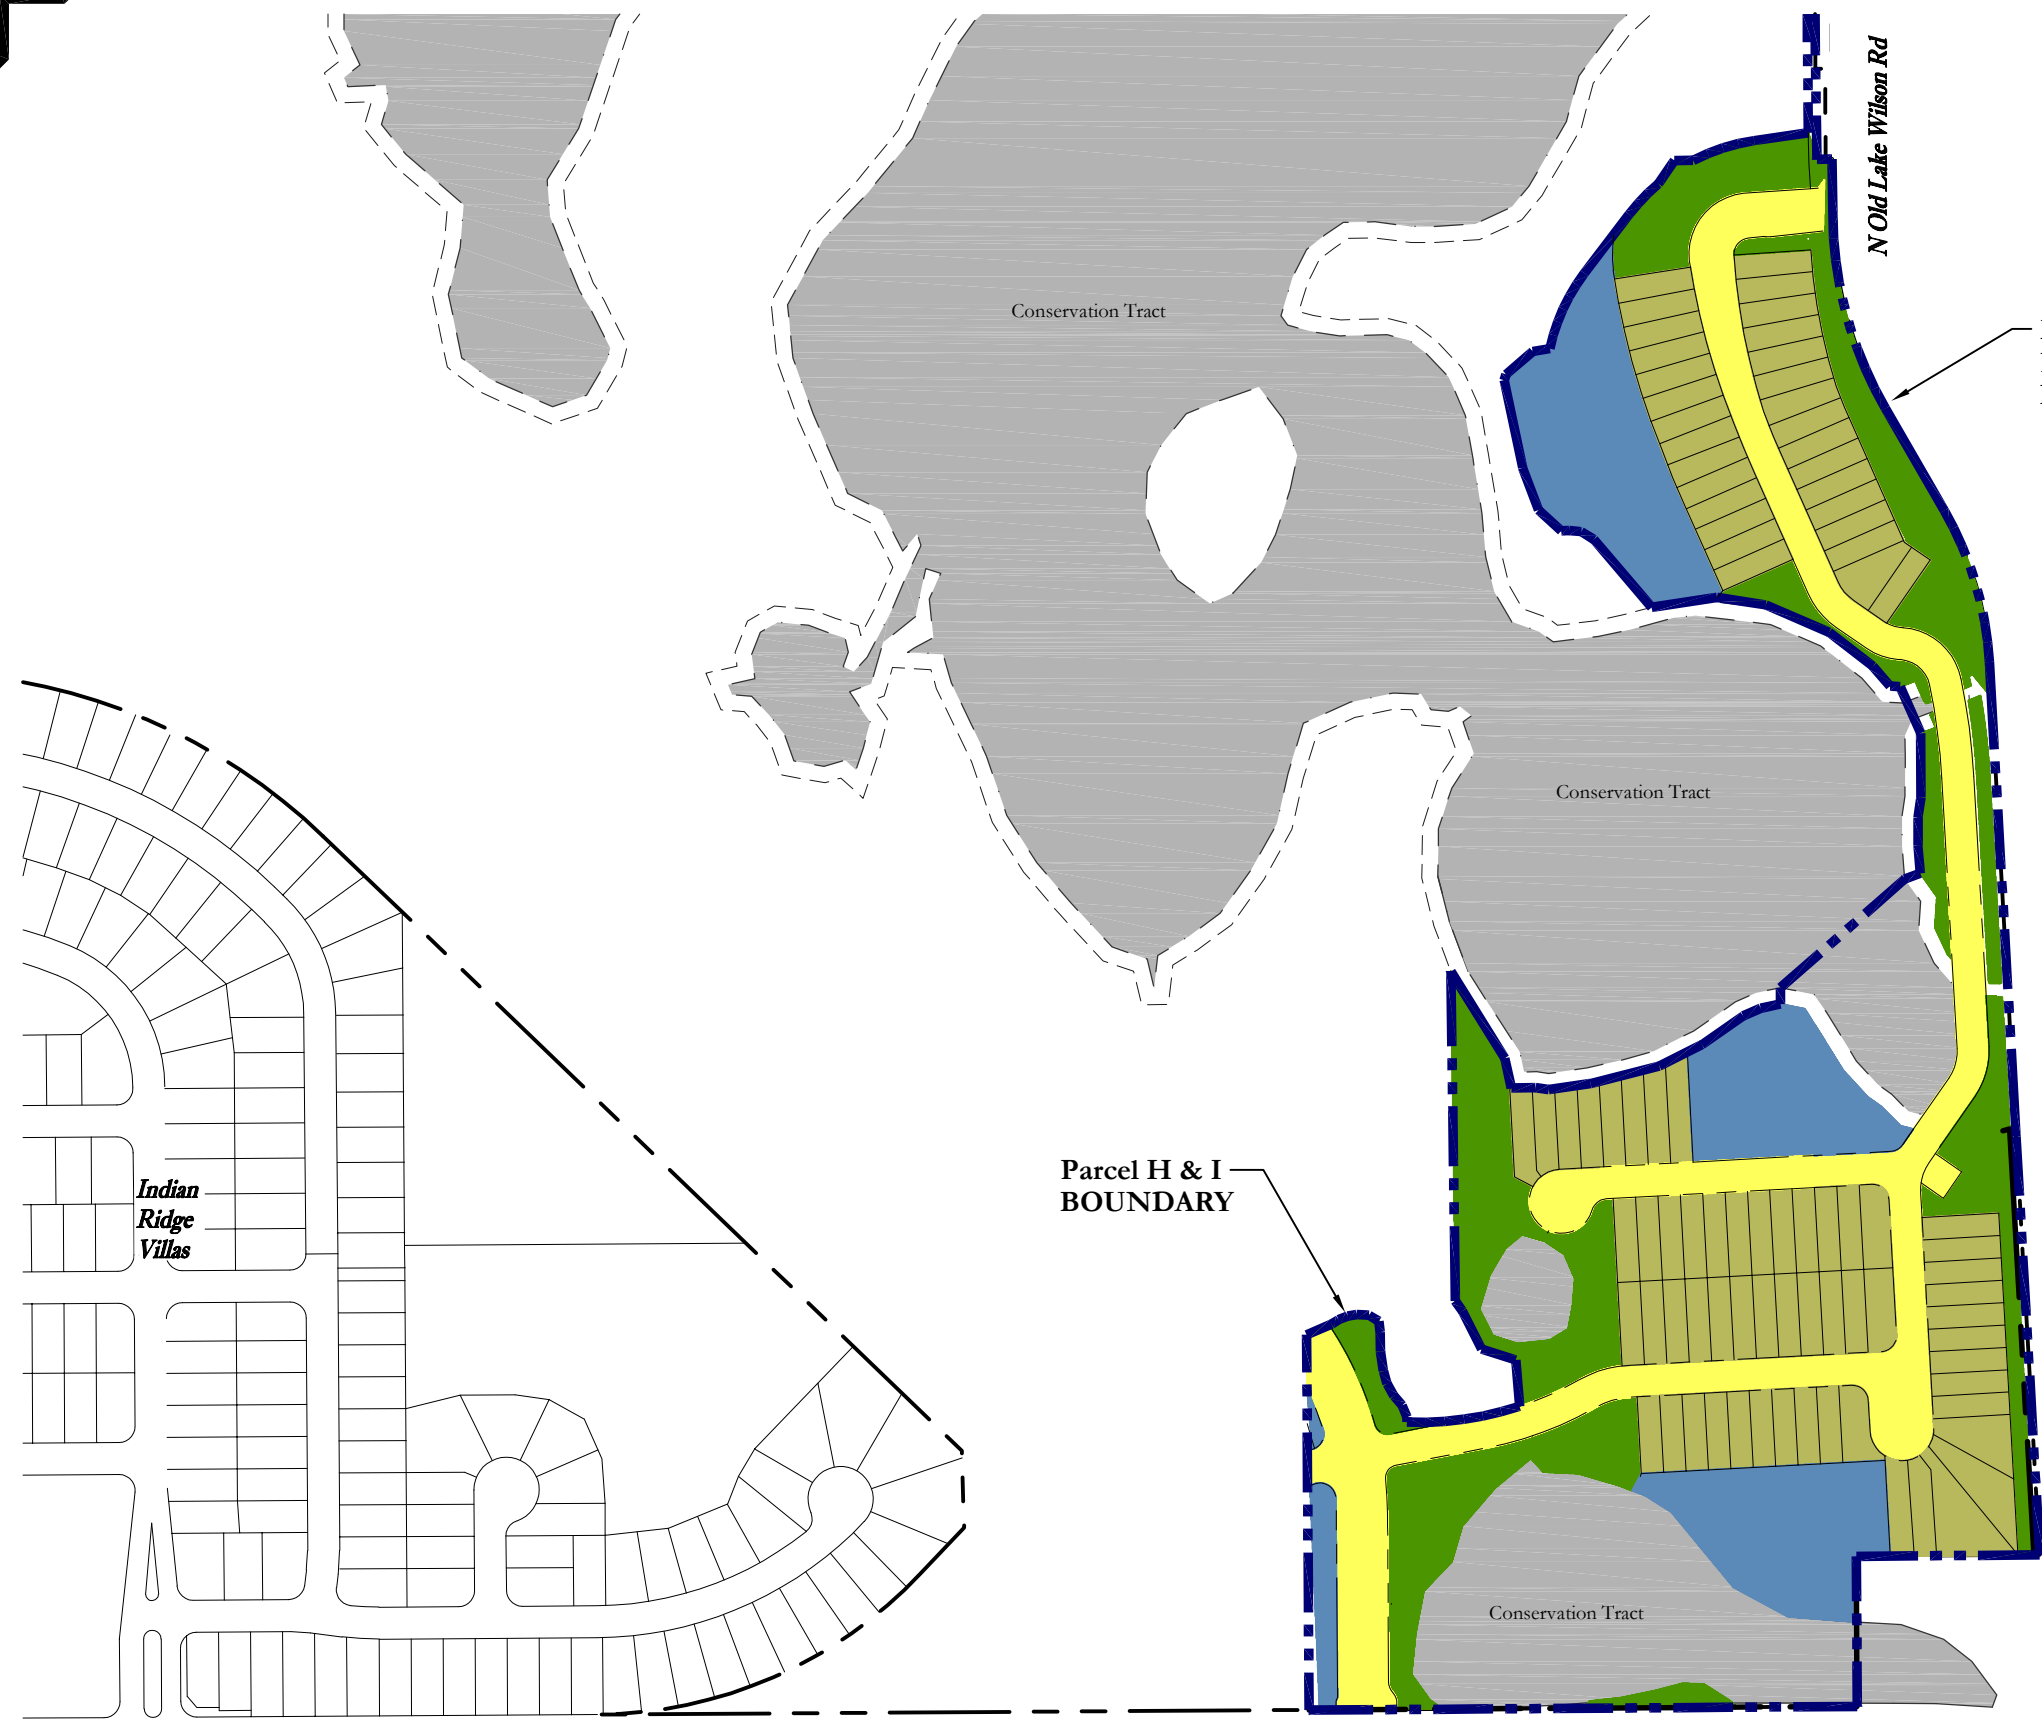 N Old Lake Wilson Rd
Conservation Tract
Conservation Tract
Parcel H & I
BOUNDARY
Indian
Ridge
Villas
Conservation Tract